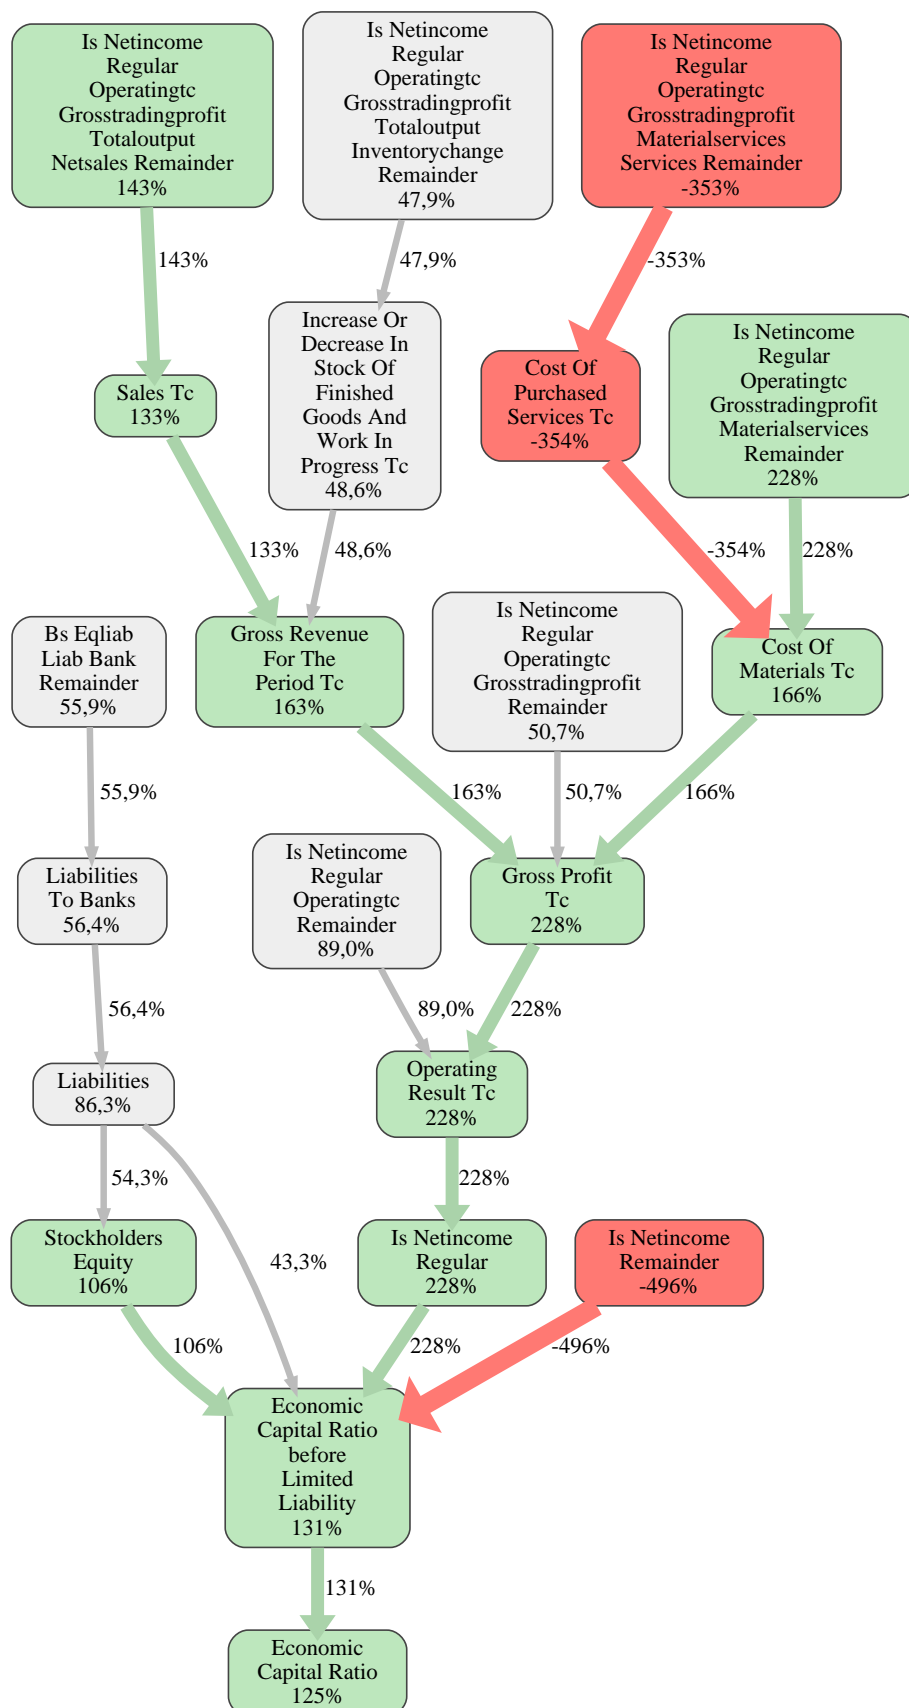 Is Netincome
Regular
Operatingtc
Grosstradingprofit
Totaloutput
Netsales Remainder
143%
Is Netincome
Regular
Operatingtc
Grosstradingprofit
Totaloutput
Inventorychange
Remainder
47,9%
Is Netincome
Regular
Operatingtc
Grosstradingprofit
Materialservices
Services Remainder
-353%
143%
47,9%
-353%
Sales Tc
133%
Increase Or
Decrease In
Stock Of
Finished
Goods And
Work In
Progress Tc
48,6%
Cost Of
Purchased
Services Tc
-354%
Is Netincome
Regular
Operatingtc
Grosstradingprofit
Materialservices
Remainder
228%
133%
48,6%
-354%
228%
Bs Eqliab
Liab Bank
Remainder
55,9%
Gross Revenue
For The
Period Tc
163%
Is Netincome
Regular
Operatingtc
Grosstradingprofit
Remainder
50,7%
Cost Of
Materials Tc
166%
55,9%
163%
50,7%
166%
Liabilities
To Banks
56,4%
Is Netincome
Regular
Operatingtc
Remainder
89,0%
Gross Profit
Tc
228%
56,4%
89,0%
228%
Liabilities
86,3%
Operating
Result Tc
228%
54,3%
228%
Stockholders
Equity
106%
43,3%
Is Netincome
Regular
228%
Is Netincome
Remainder
-496%
106%
228%
-496%
Economic
Capital Ratio
before
Limited
Liability
131%
131%
Economic
Capital Ratio
125%